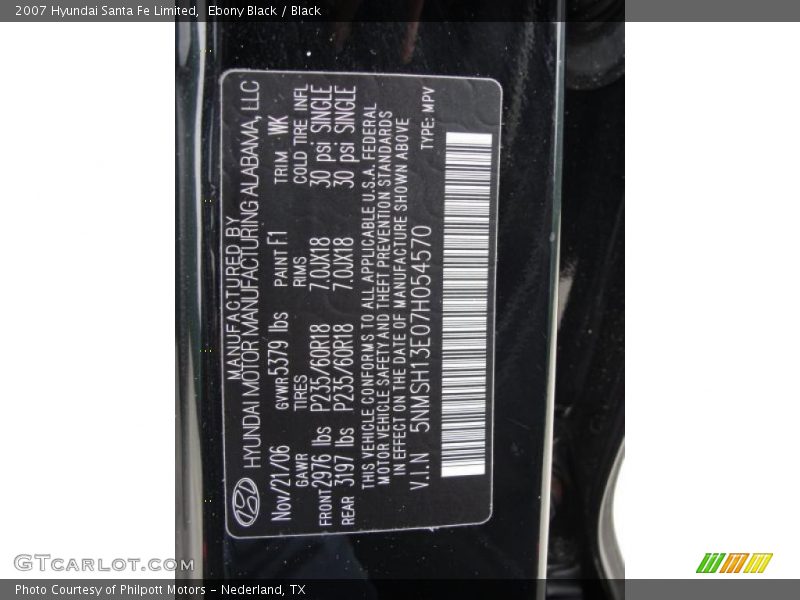 2007 Hyundai Santa Fe Limited, Ebony Black / Black
MANUFACTURED BY
HYUNDAI MOTOR MANUFACTURING ALABAMA, LLC
Nov/21/06 GVWR 5379 lbs PAINT F1 TRIM WK
GAWR TIRES RIMS COLD TIRE INFL
FRONT 2976 lbs P235/60R18 7.0JX18 30 psi SINGLE
REAR 3197 lbs P235/60R18 7.0JX18 30 psi SINGLE
THIS VEHICLE CONFORMS TO ALL APPLICABLE U.S.A. FEDERAL
MOTOR VEHICLE SAFETY AND THEFT PREVENTION STANDARDS
IN EFFECT ON THE DATE OF MANUFACTURE SHOWN ABOVE
V.I.N 5NMSH13E07H054570 TYPE: MPV
GTcarlot.com
Photo Courtesy of Philpott Motors - Nederland, TX